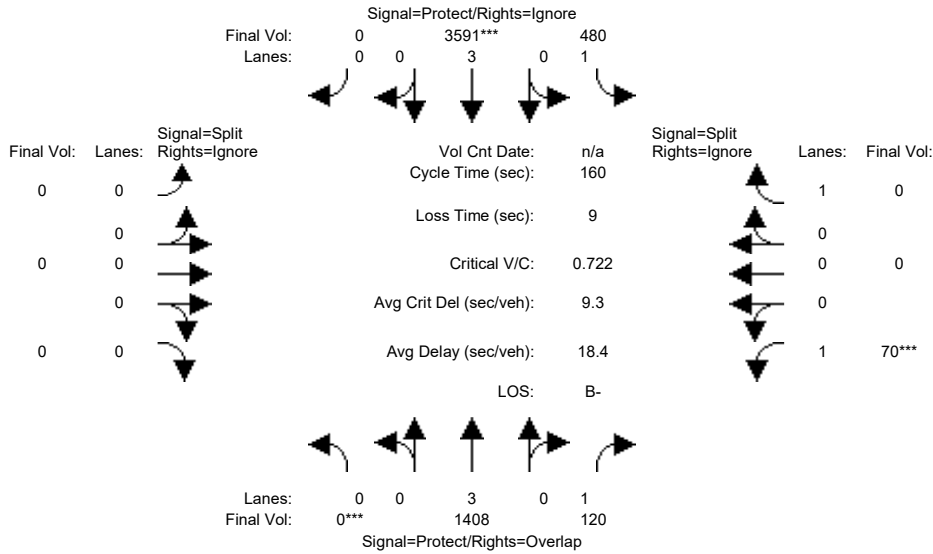 Signal=Protect/Rights=Ignore
Final Vol: 0 3591*** 480
Lanes: 0 0 3 0 1
Signal=Split
Final Vol: Lanes: Rights=Ignore
Vol Cnt Date: n/a
Signal=Split
Rights=Ignore Lanes: Final Vol:
Cycle Time (sec): 160
0 0
1 0
Loss Time (sec): 9
0
0
0 0
Critical V/C: 0.722
0 0
0
Avg Crit Del (sec/veh): 9.3
0
0 0
Avg Delay (sec/veh): 18.4
1 70***
LOS: B-
Lanes: 0 0 3 0 1
Final Vol: 0*** 1408 120
Signal=Protect/Rights=Overlap